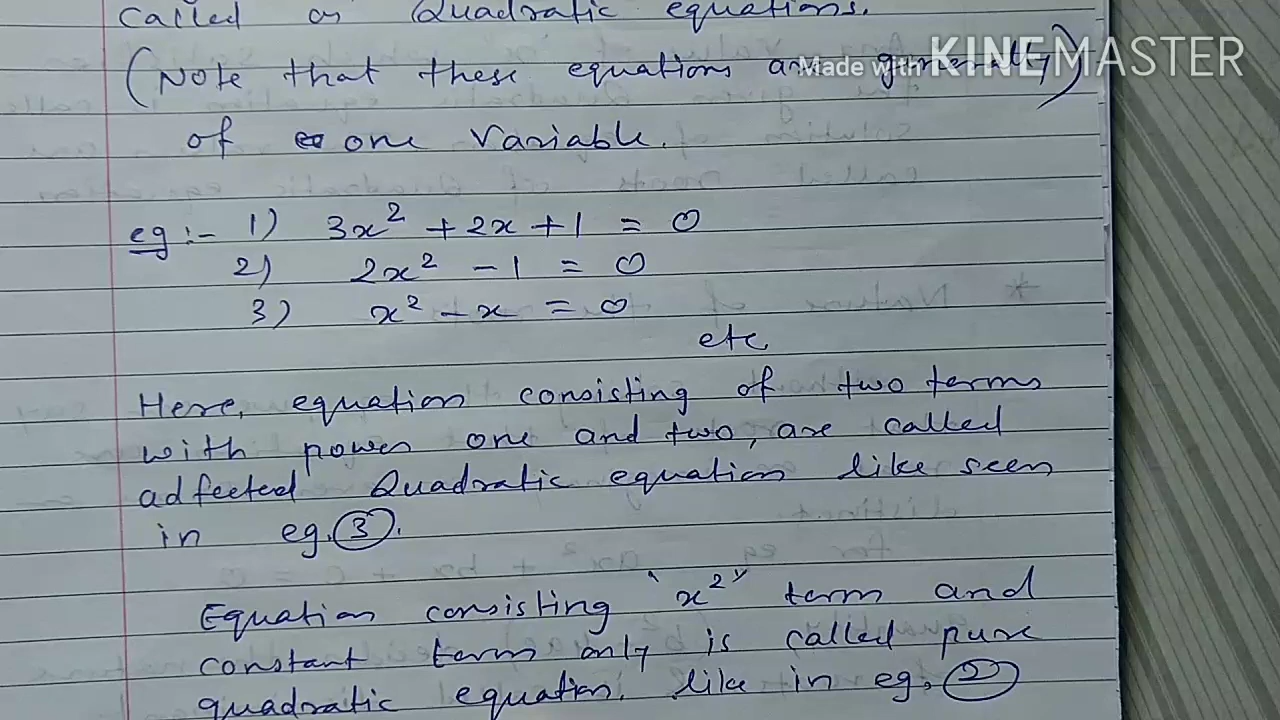 called as Quadratic equations.
(Note that these equations are generally)
Made with KINEMASTER
of one variable.
eg :- 1) 3x² + 2x + 1 = 0
2) 2x² - 1 = 0
3) x² - x = 0
etc.
Here, equation consisting of two terms
with power one and two, are called
adfected Quadratic equation like seen
in eg. 3.
Equation consisting 'x²' term and
constant term only is called pure
quadratic equation. like in eg. 2